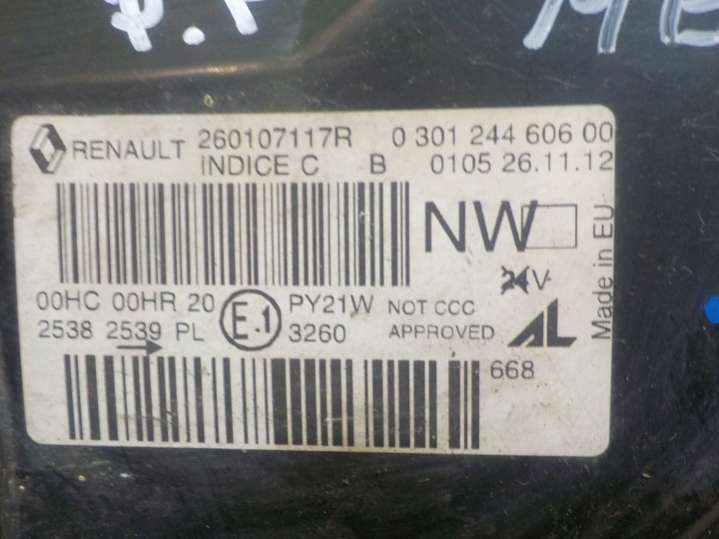 RENAULT 260107117R 0 301 244 606 00
INDICE C B 0105 26.11.12
NW
Made in EU
24V
00HC 00HR 20 E.1 PY21W NOT CCC
2538 2539 PL 3260 APPROVED AL
668